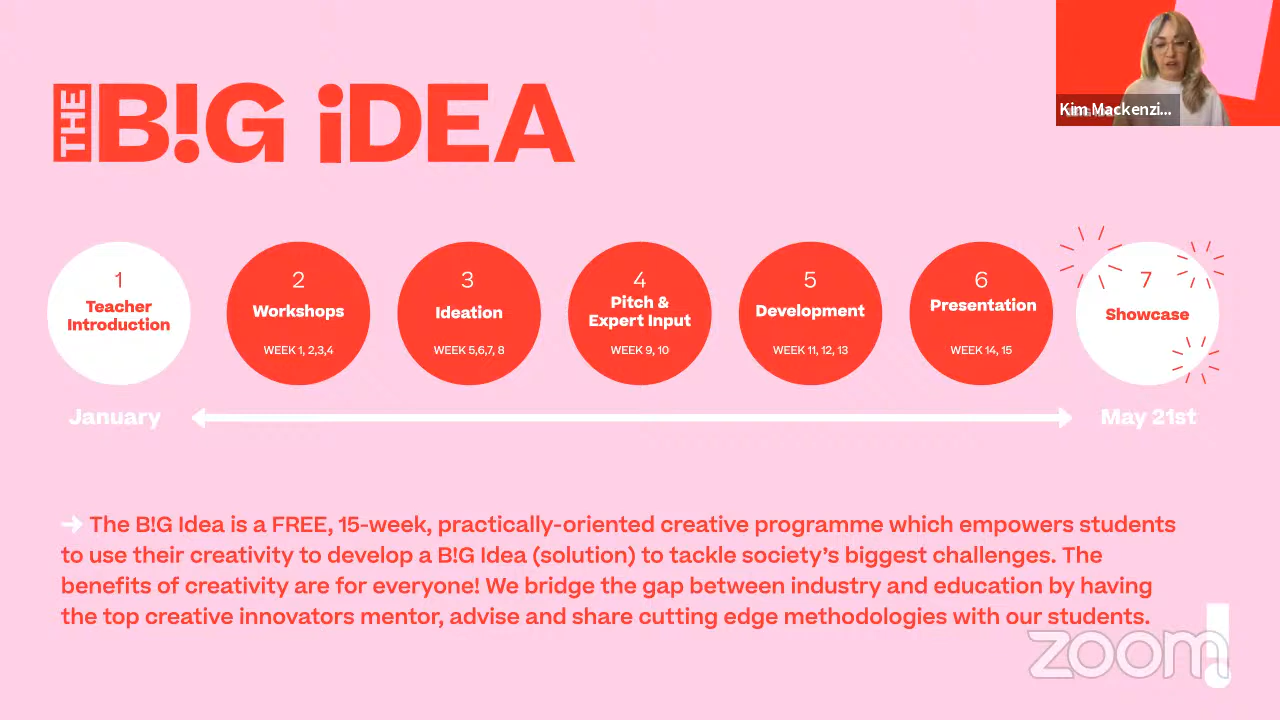 THE B!G iDEA
Kim Mackenzi...
1
Teacher
Introduction
2
Workshops
WEEK 1, 2,3,4
3
Ideation
WEEK 5,6,7, 8
4
Pitch &
Expert Input
WEEK 9, 10
5
Development
WEEK 11, 12, 13
6
Presentation
WEEK 14, 15
7
Showcase
January
May 21st
➔ The B!G Idea is a FREE, 15-week, practically-oriented creative programme which empowers students
to use their creativity to develop a B!G Idea (solution) to tackle society’s biggest challenges. The
benefits of creativity are for everyone! We bridge the gap between industry and education by having
the top creative innovators mentor, advise and share cutting edge methodologies with our students.
zoom
!